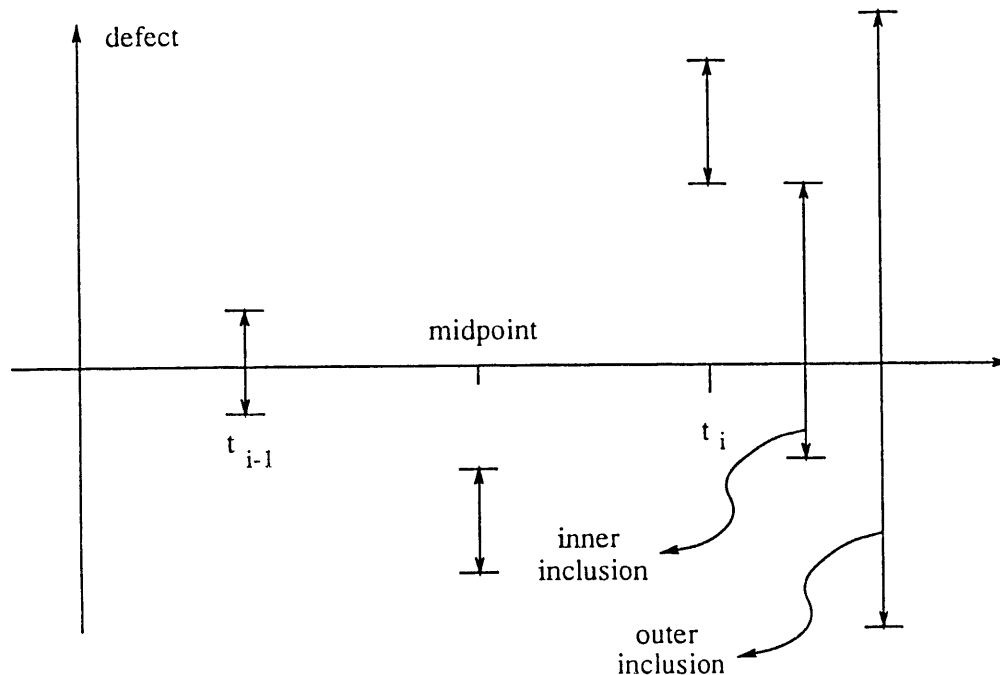 defect
midpoint
t i-1
t i
inner
inclusion
outer
inclusion